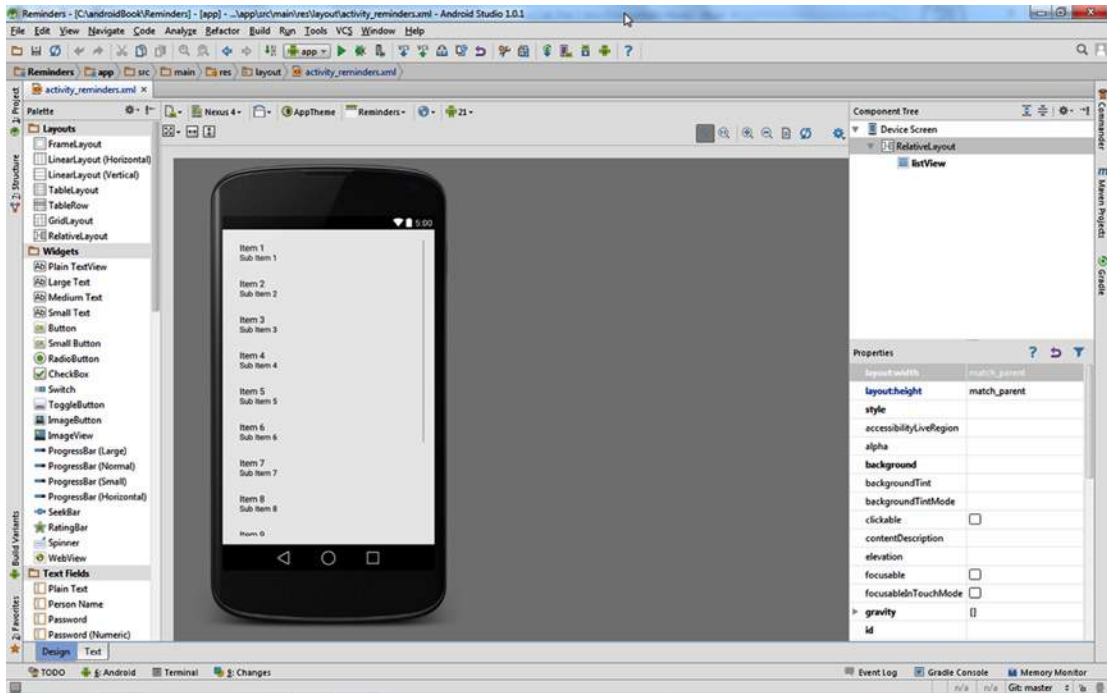 Reminders - [C:\androidBook\Reminders] - [app] - ...\app\src\main\res\layout\activity_reminders.xml - Android Studio 1.0.1
File Edit View Navigate Code Analyze Refactor Build Run Tools VCS Window Help
app
Reminders app src main res layout activity_reminders.xml
activity_reminders.xml
1: Project
2: Structure
Build Variants
2: Favorites
Palette
Layouts
FrameLayout
LinearLayout (Horizontal)
LinearLayout (Vertical)
TableLayout
TableRow
GridLayout
RelativeLayout
Widgets
Plain TextView
Large Text
Medium Text
Small Text
Button
Small Button
RadioButton
CheckBox
Switch
ToggleButton
ImageButton
ImageView
ProgressBar (Large)
ProgressBar (Normal)
ProgressBar (Small)
ProgressBar (Horizontal)
SeekBar
RatingBar
Spinner
WebView
Text Fields
Plain Text
Person Name
Password
Password (Numeric)
Design Text
Nexus 4 AppTheme Reminders 21
5:00
Item 1
Sub Item 1
Item 2
Sub Item 2
Item 3
Sub Item 3
Item 4
Sub Item 4
Item 5
Sub Item 5
Item 6
Sub Item 6
Item 7
Sub Item 7
Item 8
Sub Item 8
Item 9
Component Tree
Device Screen
RelativeLayout
listView
Properties
layout:width match_parent
layout:height match_parent
style
accessibilityLiveRegion
alpha
background
backgroundTint
backgroundTintMode
clickable
contentDescription
elevation
focusable
focusableInTouchMode
gravity []
id
Commander
Maven Projects
Gradle
TODO 6: Android Terminal 9: Changes
Event Log Gradle Console Memory Monitor
n/a n/a Git: master